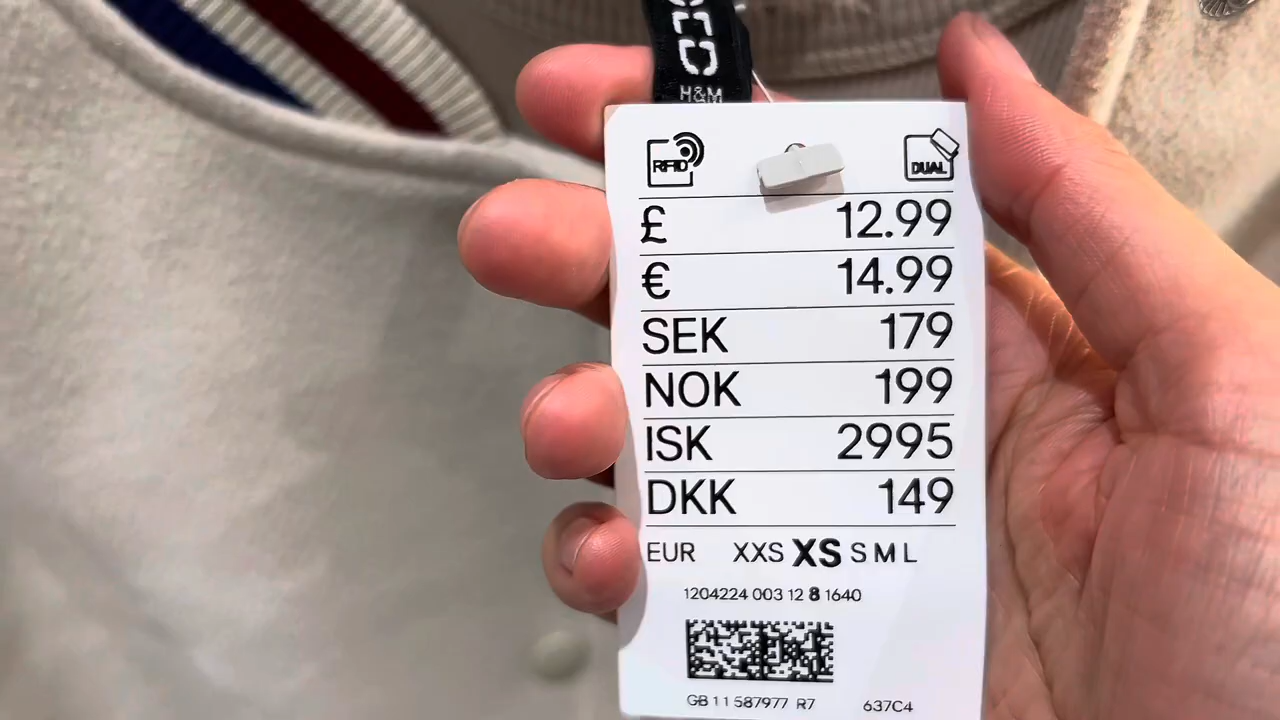 H&M
RFID
DUAL
£ 12.99
€ 14.99
SEK 179
NOK 199
ISK 2995
DKK 149
EUR XXS XS S M L
1204224 003 12 8 1640
GB 11 587977 R7 637C4